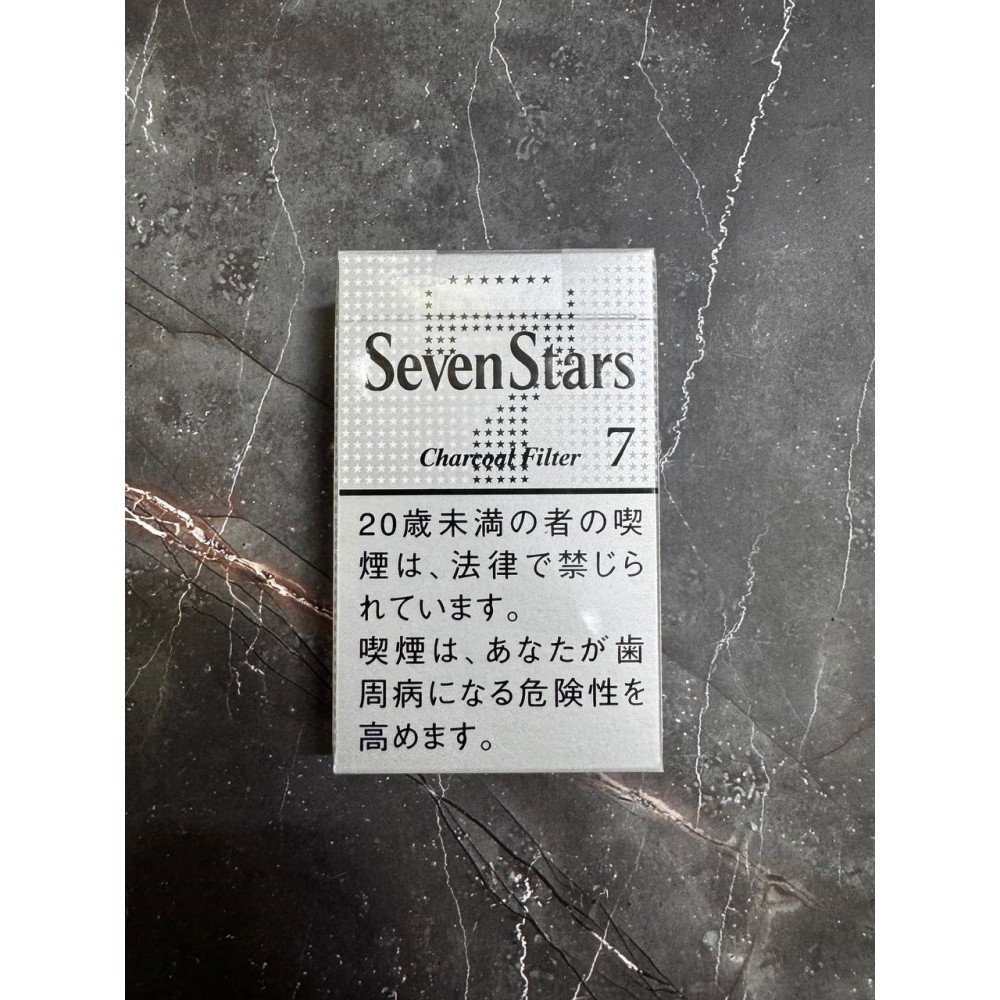 Seven Stars
Charcoal Filter 7
20歳未満の者の喫
煙は、法律で禁じら
れています。
喫煙は、あなたが歯
周病になる危険性を
高めます。